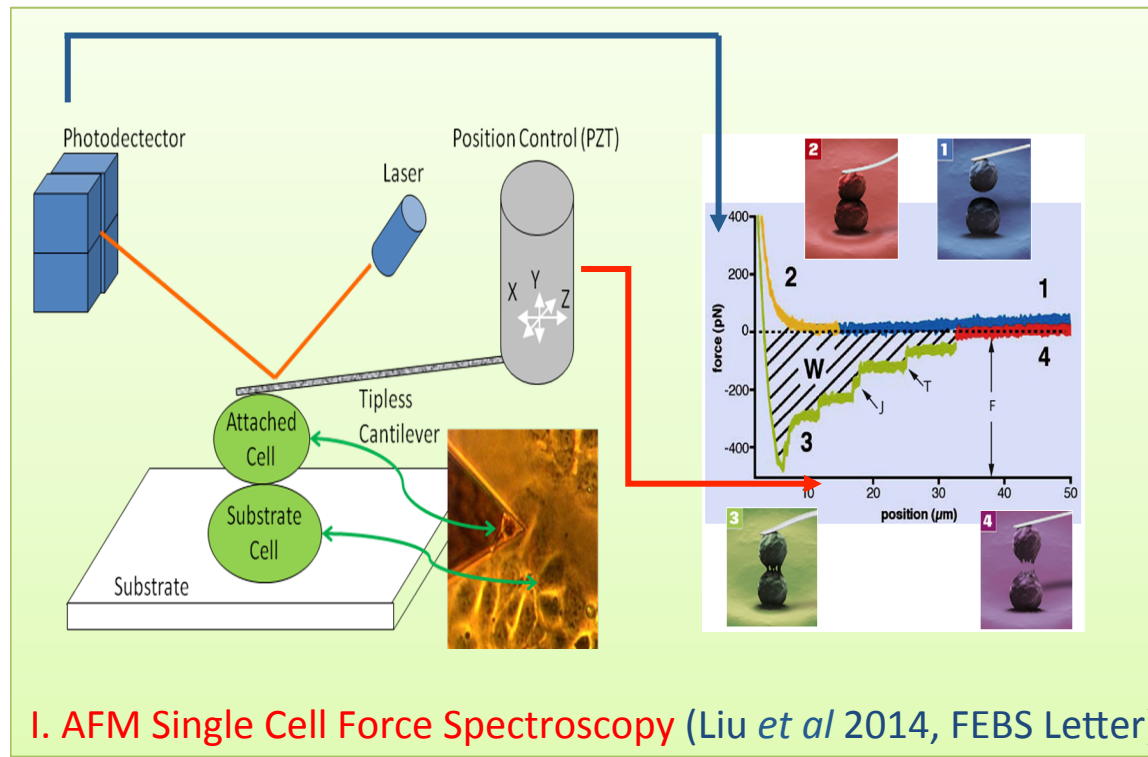 Photodectector
Laser
Position Control (PZT)
X Y Z
Tipless
Cantilever
Attached
Cell
Substrate
Cell
Substrate
2
1
400
200
0
-200
-400
force (pN)
2
1
4
W
T
J
F
3
10 20 30 40 50
position (µm)
3
4
I. AFM Single Cell Force Spectroscopy (Liu et al 2014, FEBS Letter